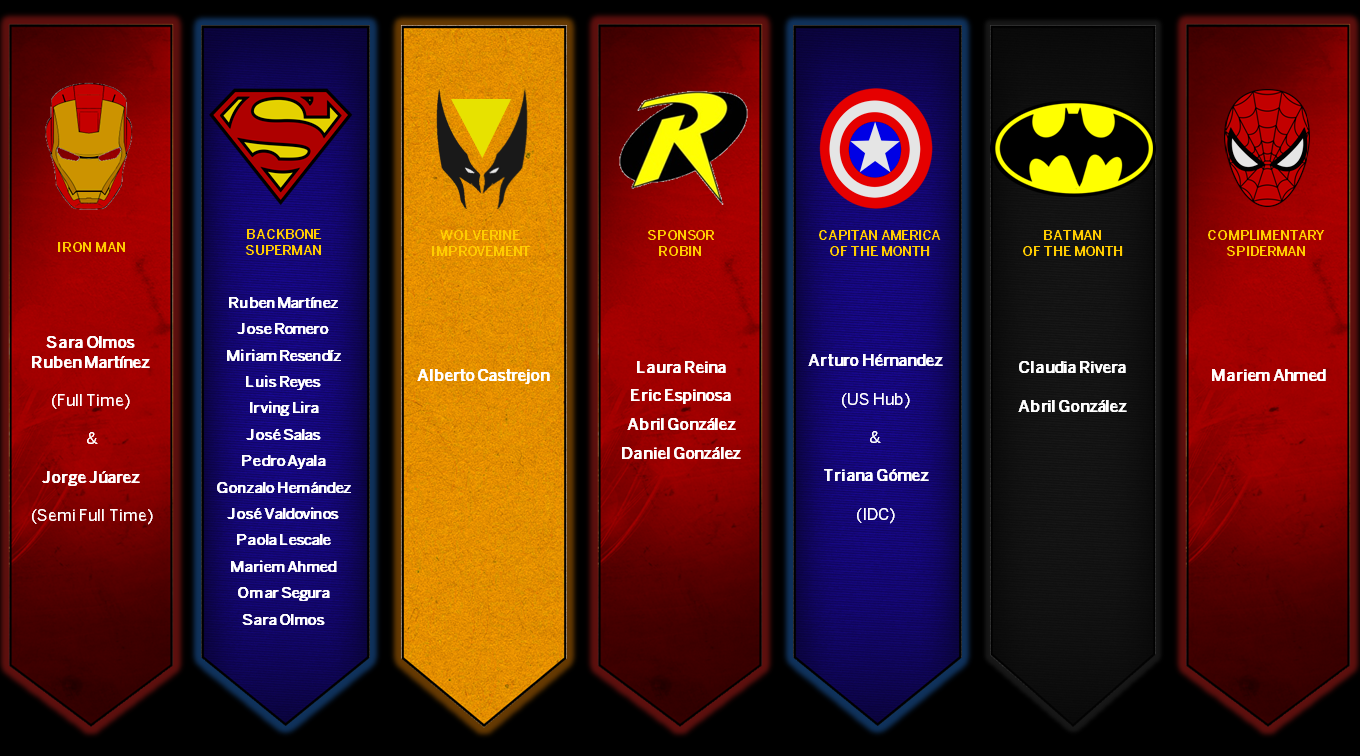 IRON MAN
Sara Olmos
Ruben Martínez
(Full Time)
&
Jorge Júarez
(Semi Full Time)
BACKBONE
SUPERMAN
Ruben Martínez
Jose Romero
Miriam Resendíz
Luis Reyes
Irving Lira
José Salas
Pedro Ayala
Gonzalo Hernández
José Valdovinos
Paola Lescale
Mariem Ahmed
Omar Segura
Sara Olmos
WOLVERINE
IMPROVEMENT
Alberto Castrejon
SPONSOR
ROBIN
Laura Reina
Eric Espinosa
Abril González
Daniel González
CAPITAN AMERICA
OF THE MONTH
Arturo Hérnandez
(US Hub)
&
Triana Gómez
(IDC)
BATMAN
OF THE MONTH
Claudia Rivera
Abril González
COMPLIMENTARY
SPIDERMAN
Mariem Ahmed